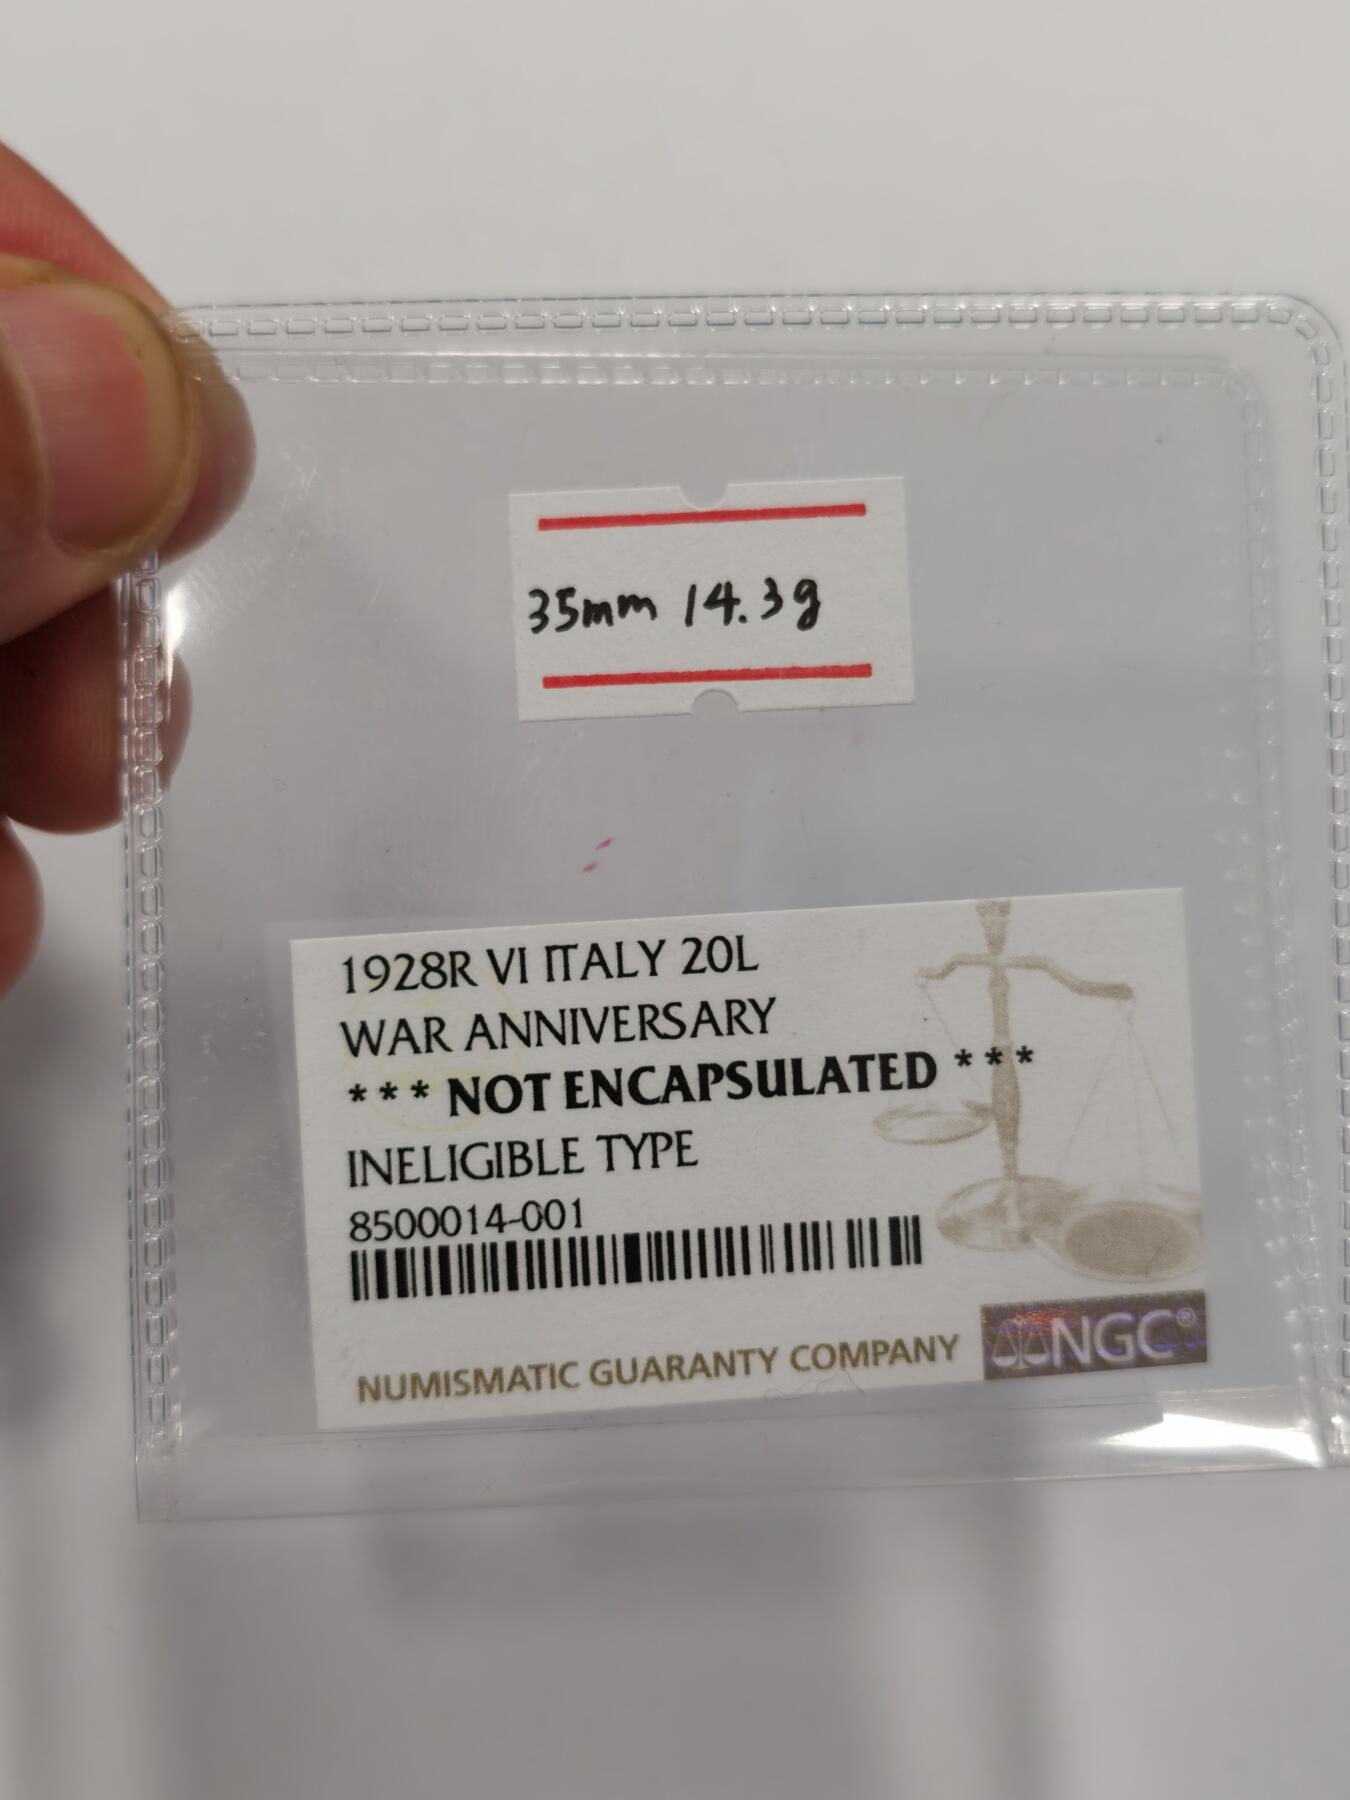 35mm 14.3g
1928R VI ITALY 20L
WAR ANNIVERSARY
*** NOT ENCAPSULATED ***
INELIGIBLE TYPE
8500014-001
NUMISMATIC GUARANTY COMPANY
NGC®